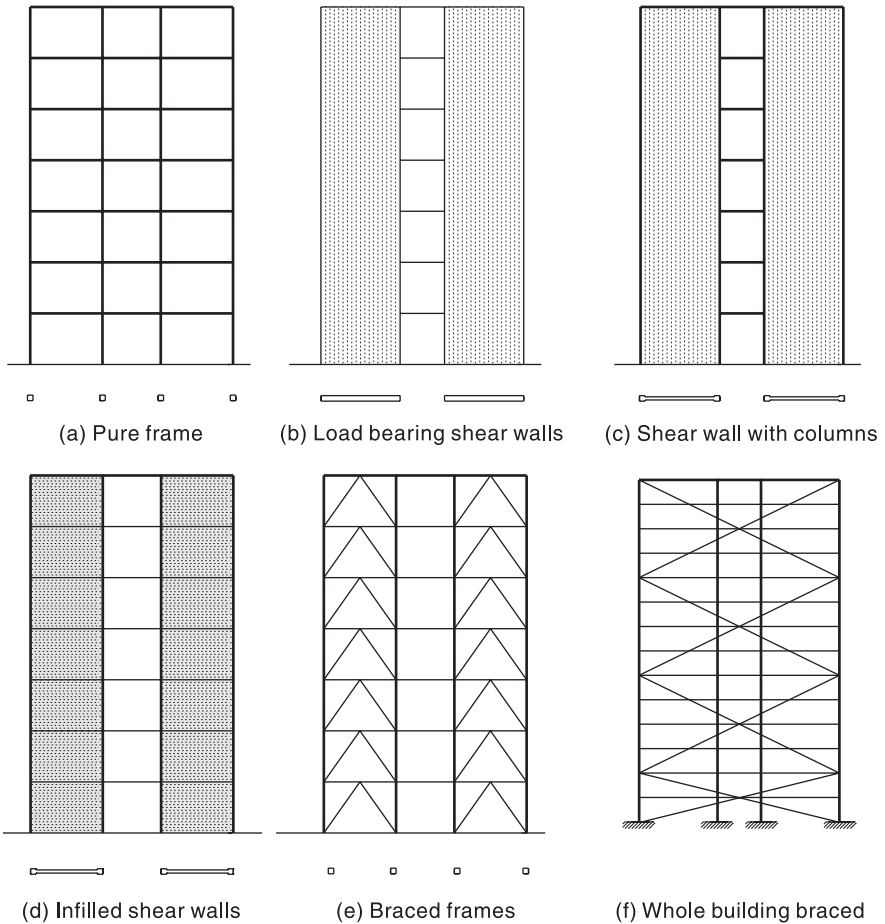 (a) Pure frame
(b) Load bearing shear walls
(c) Shear wall with columns
(d) Infilled shear walls
(e) Braced frames
(f) Whole building braced